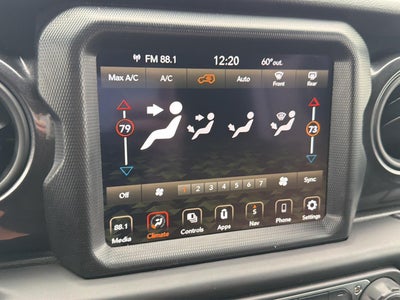 FM 88.1 12:20 60°out.
Max A/C A/C Auto Front Rear
79 73
Off 1 2 3 4 5 6 7 Sync
88.1
Media Climate Controls Apps Nav Phone Settings